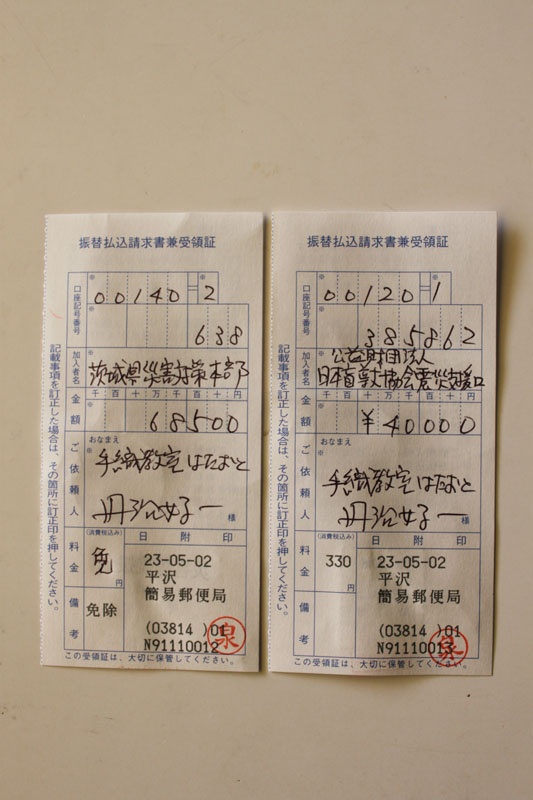 振替払込請求書兼受領証
口座記号番号
※
00140=2
※
638
加入者名
※
茨城県災害対策本部
金額
千百十万千百十円
68500
ご依頼人
おなまえ
※
手織教室はたおと
様
料金
(消費税込み)
免
円
日附印
23-05-02
平沢
簡易郵便局
備考
免除
(03814 )01
N91110012
泉
記載事項を訂正した場合は、その箇所に訂正印を押してください。
この受領証は、大切に保管してください。
振替払込請求書兼受領証
口座記号番号
※
00120=1
※
385862
加入者名
公益財団法人
日本盲導犬協会震災支援口
金額
千百十万千百十円
¥40000
ご依頼人
おなまえ
※
手織教室はたおと
様
料金
(消費税込み)
330
円
日附印
23-05-02
平沢
簡易郵便局
備考
(03814 )01
N91110013
泉
記載事項を訂正した場合は、その箇所に訂正印を押してください。
この受領証は、大切に保管してください。